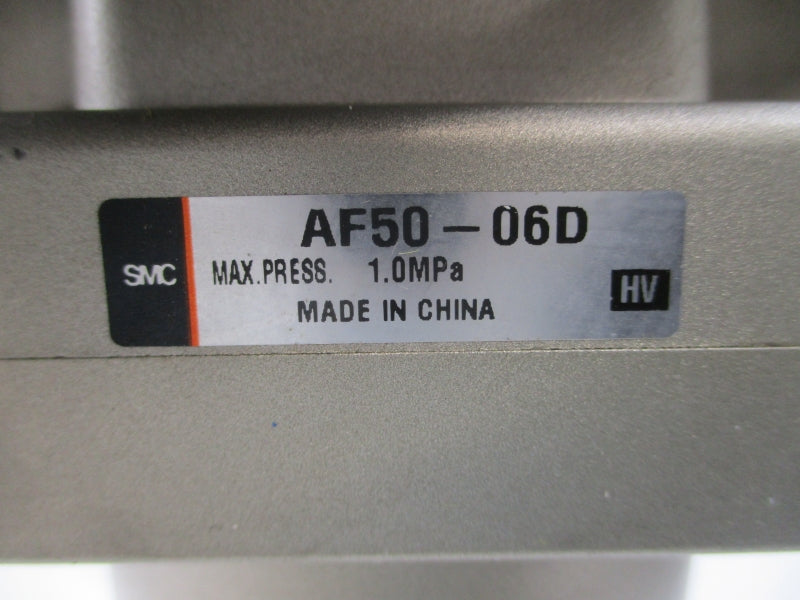 AF50-06D
SMC MAX.PRESS. 1.0MPa
HV
MADE IN CHINA